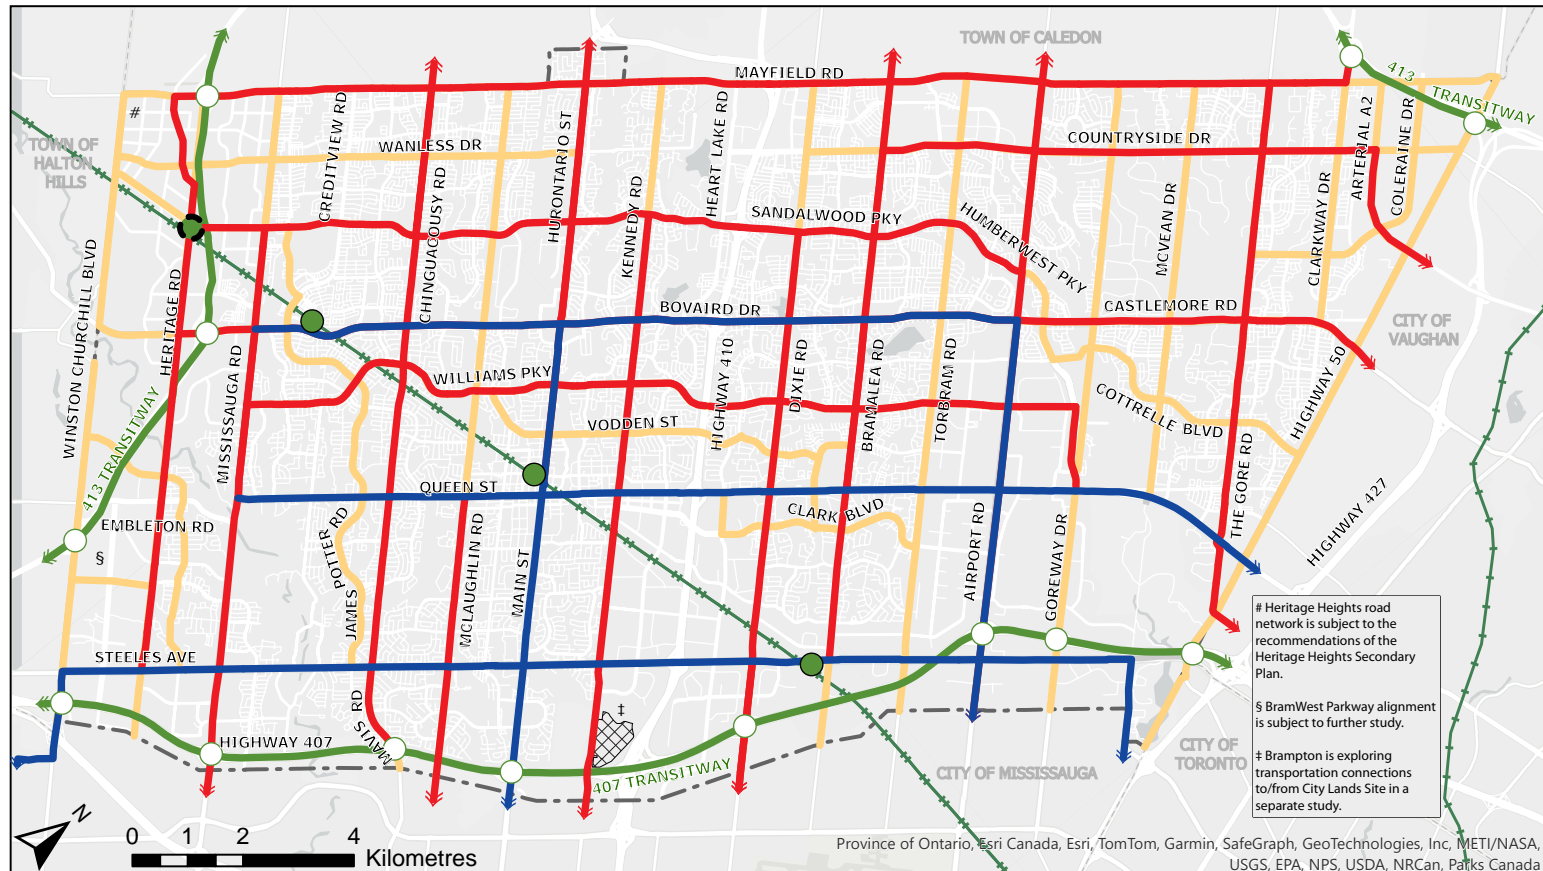 TOWN OF CALEDON
413
TRANSITWAY
MAYFIELD RD
#
TOWN OF
HALTON
HILLS
WANLESS DR
CREDITVIEW RD
CHINGUACOUSY RD
HURONTARIO ST
KENNEDY RD
HEART LAKE RD
COUNTRYSIDE DR
ARTERIAL A2
COLERAINE DR
SANDALWOOD PKY
HUMBERWEST PKY
MCVEAN DR
CLARKWAY DR
WINSTON CHURCHILL BLVD
HERITAGE RD
BOVAIRD DR
CASTLEMORE RD
CITY OF
VAUGHAN
MISSISSAUGA RD
WILLIAMS PKY
HIGHWAY 410
DIXIE RD
BRAMALEA RD
TORBRAM RD
COTTRELLE BLVD
HIGHWAY 50
413 TRANSITWAY
VODDEN ST
THE GORE RD
QUEEN ST
CLARK BLVD
HIGHWAY 427
EMBLETON RD
§
JAMES POTTER RD
MCLAUGHLIN RD
MAIN ST
AIRPORT RD
GOREWAY DR
STEELES AVE
MAVIS RD
‡
HIGHWAY 407
407 TRANSITWAY
CITY OF MISSISSAUGA
CITY OF
TORONTO
# Heritage Heights road
network is subject to the
recommendations of the
Heritage Heights Secondary
Plan.
§ BramWest Parkway alignment
is subject to further study.
‡ Brampton is exploring
transportation connections
to/from City Lands Site in a
separate study.
N
0 1 2 4
Kilometres
Province of Ontario, Esri Canada, Esri, TomTom, Garmin, SafeGraph, GeoTechnologies, Inc, METI/NASA,
USGS, EPA, NPS, USDA, NRCan, Parks Canada